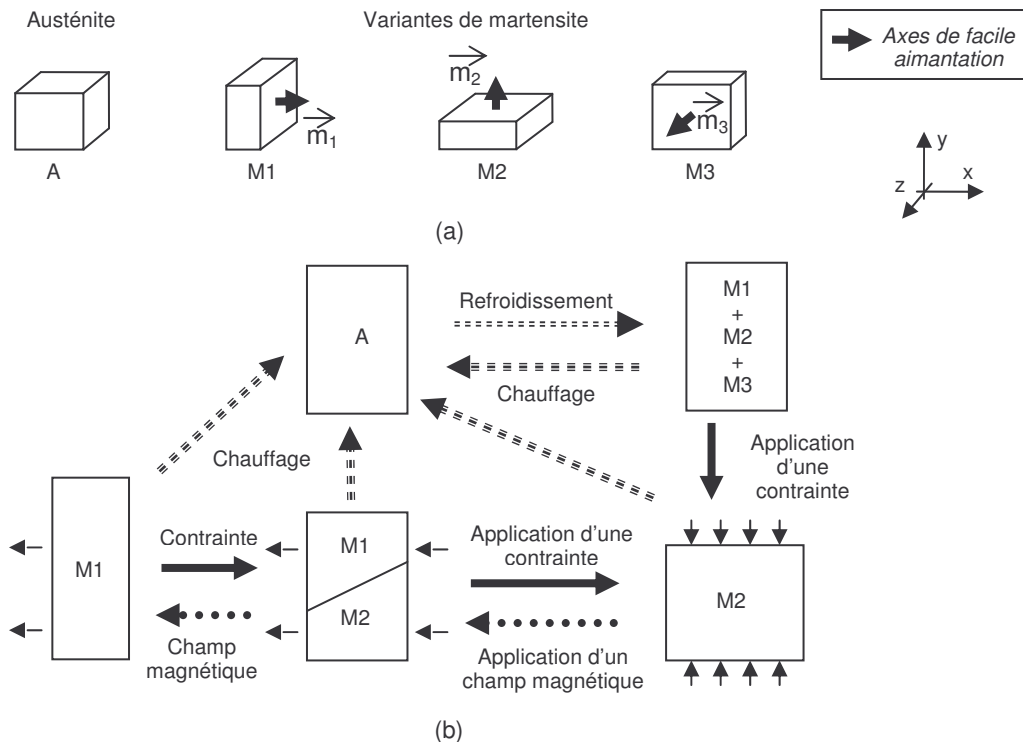 Austénite
Variantes de martensite
Axes de facile
aimantation
m1
m2
m3
A
M1
M2
M3
y
z
x
(a)
A
Refroidissement
Chauffage
M1
+
M2
+
M3
Chauffage
Application
d'une
contrainte
M1
Contrainte
Champ
magnétique
M1
M2
Application d'une
contrainte
Application d'un
champ magnétique
M2
(b)